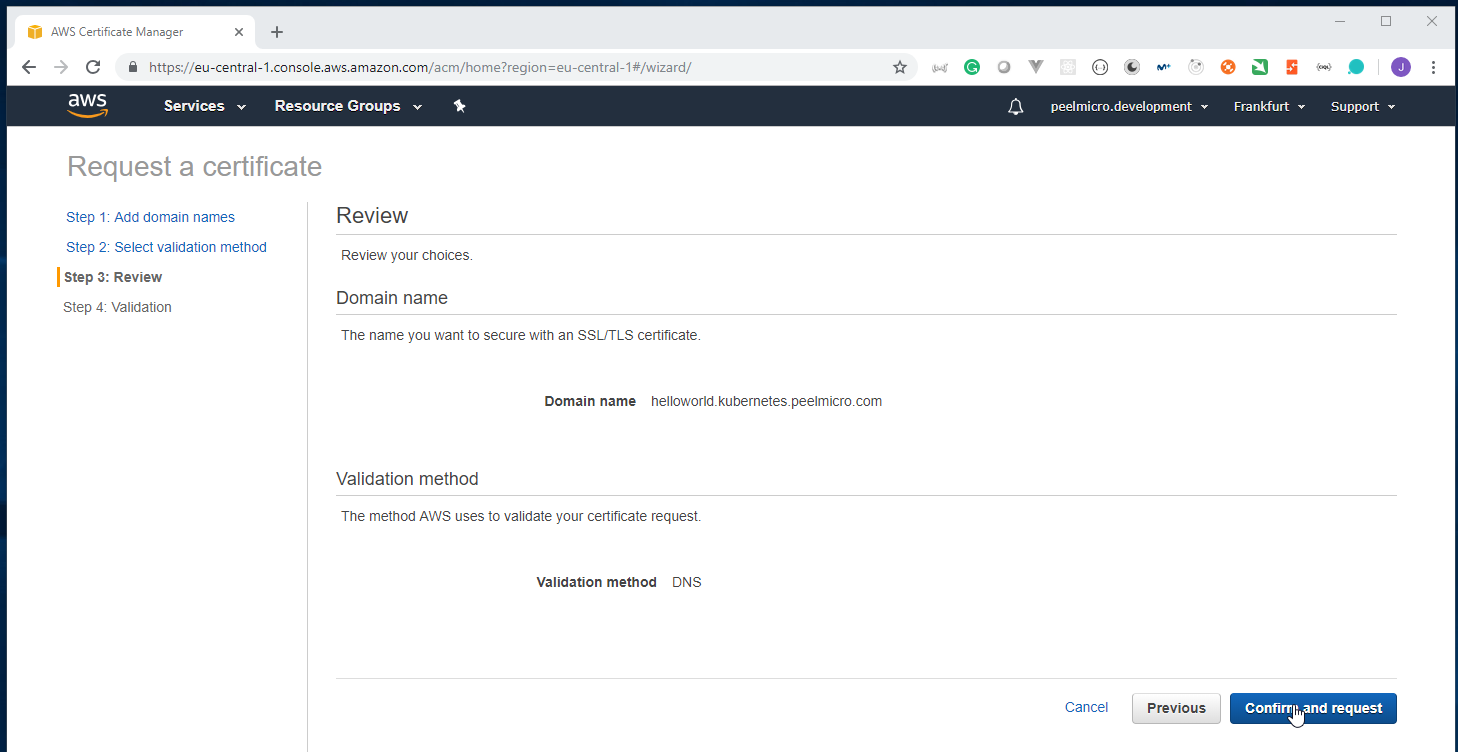 AWS Certificate Manager
https://eu-central-1.console.aws.amazon.com/acm/home?region=eu-central-1#/wizard/
J
aws Services Resource Groups peelmicro.development Frankfurt Support
Request a certificate
Step 1: Add domain names
Step 2: Select validation method
Step 3: Review
Step 4: Validation
Review
Review your choices.
Domain name
The name you want to secure with an SSL/TLS certificate.
Domain name helloworld.kubernetes.peelmicro.com
Validation method
The method AWS uses to validate your certificate request.
Validation method DNS
Cancel Previous Confirm and request